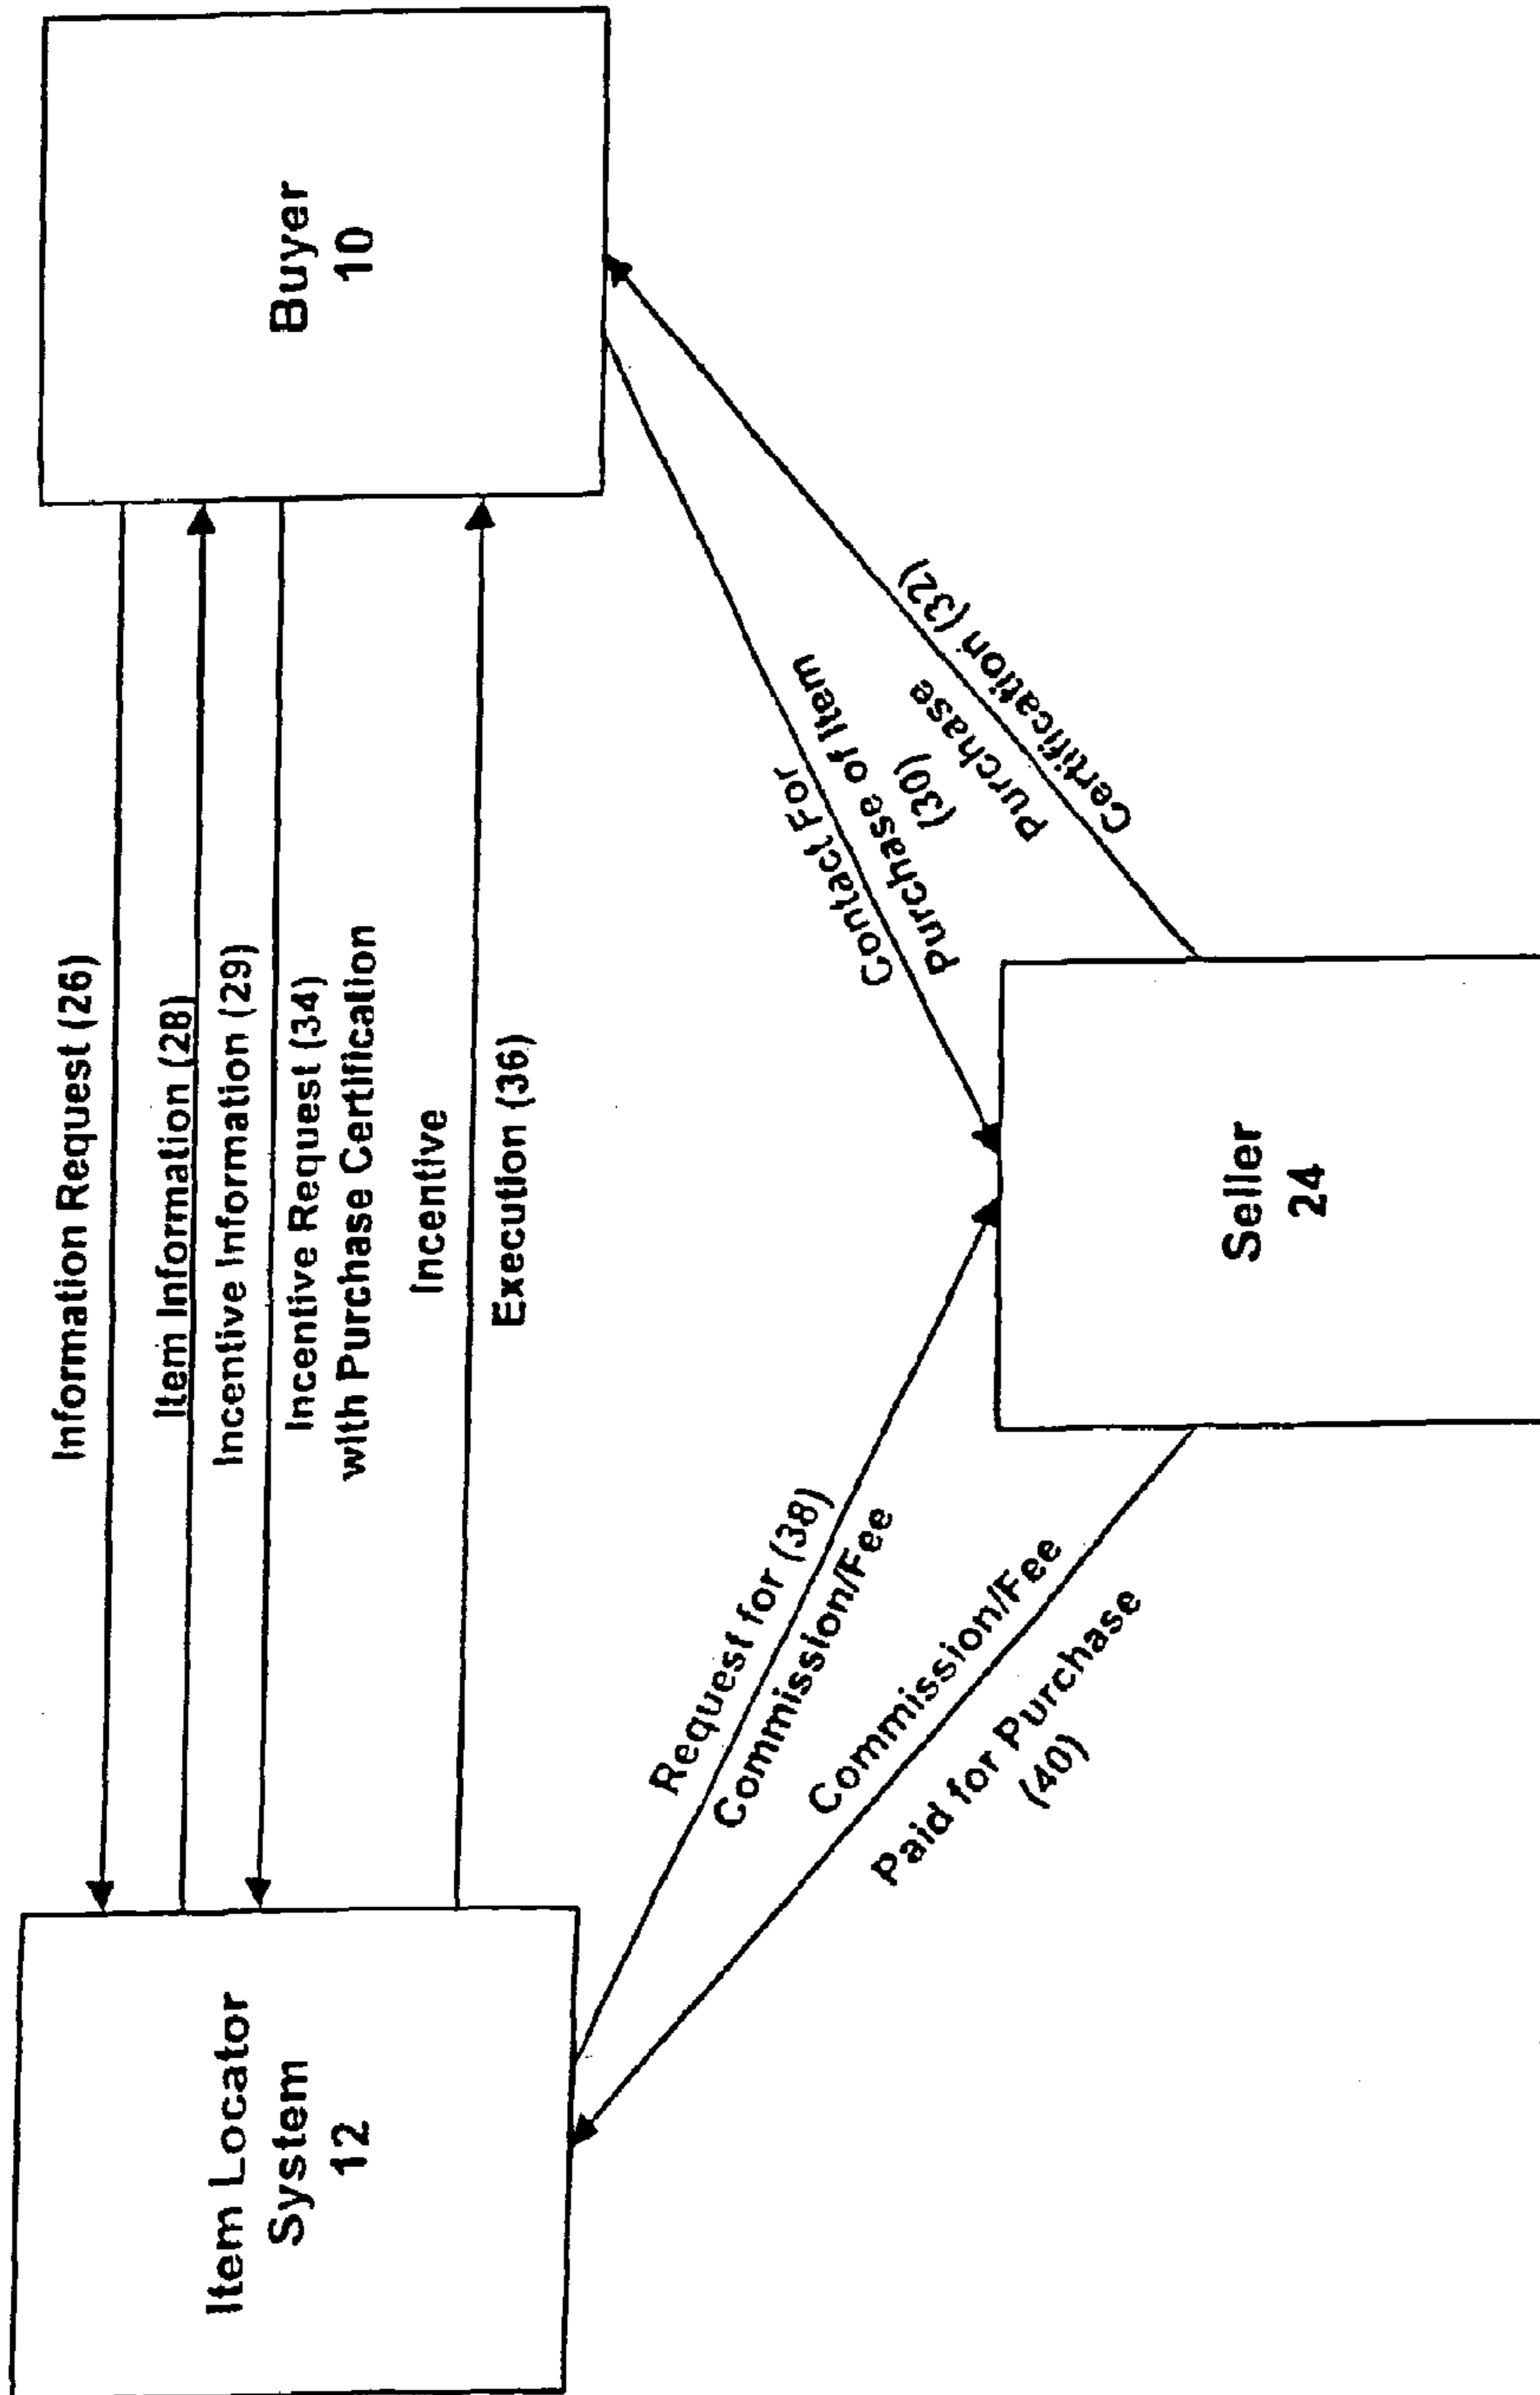 Item Locator
System
12
Information Request (26)
Item Information (28)
Incentive Information (29)
Incentive Request (34)
with Purchase Certification
Incentive
Execution (36)
Buyer
10
Request for (38)
Commission/Fee
Commission/Fee
Paid for Purchase
(40)
Contact For
Purchase of Item
(30)
Purchase
Certification (32)
Seller
24